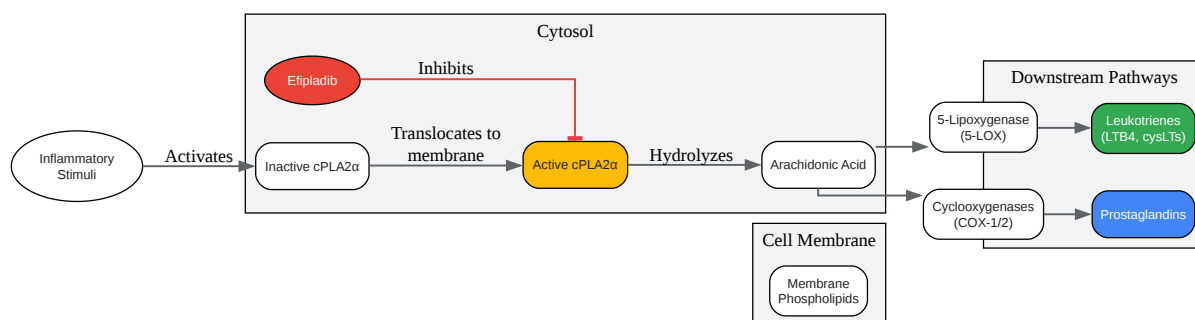 Cytosol
Efipladib
Inhibits
Inflammatory
Stimuli
Activates
Inactive cPLA2α
Translocates to
membrane
Active cPLA2α
Hydrolyzes
Arachidonic Acid
Downstream Pathways
5-Lipoxygenase
(5-LOX)
Leukotrienes
(LTB4, cysLTs)
Cyclooxygenases
(COX-1/2)
Prostaglandins
Cell Membrane
Membrane
Phospholipids